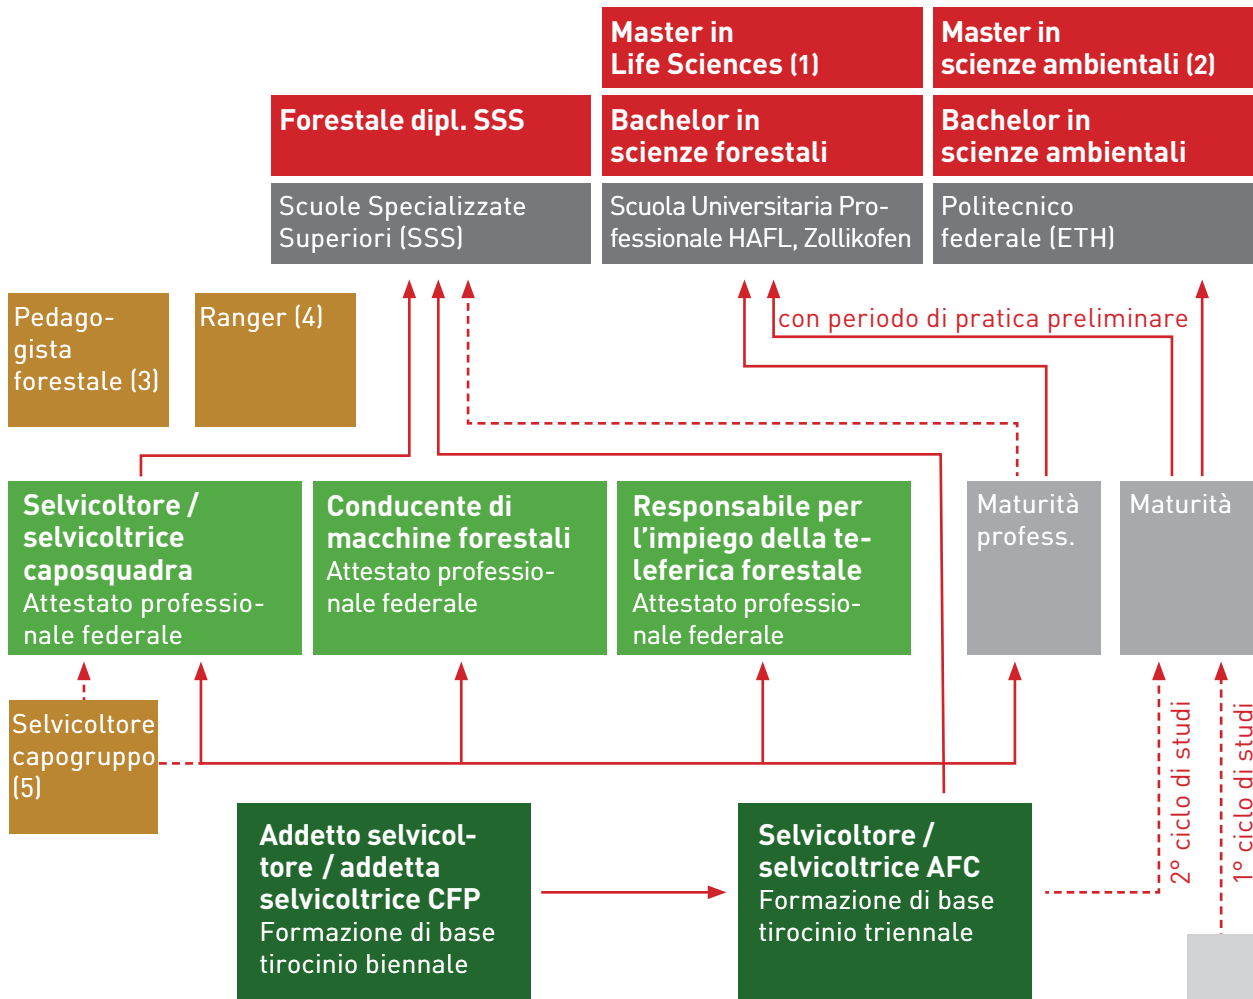 Master in
Life Sciences (1)
Master in
scienze ambientali (2)
Forestale dipl. SSS
Bachelor in
scienze forestali
Bachelor in
scienze ambientali
Scuole Specializzate
Superiori (SSS)
Scuola Universitaria Pro-
fessionale HAFL, Zollikofen
Politecnico
federale (ETH)
Pedago-
gista
forestale (3)
Ranger (4)
con periodo di pratica preliminare
Selvicoltore /
selvicoltrice
caposquadra
Attestato professio-
nale federale
Conducente di
macchine forestali
Attestato professio-
nale federale
Responsabile per
l'impiego della te-
leferica forestale
Attestato professio-
nale federale
Maturità
profess.
Maturità
Selvicoltore
capogruppo
(5)
2° ciclo di studi
1° ciclo di studi
Addetto selvicol-
tore / addetta
selvicoltrice CFP
Formazione di base
tirocinio biennale
Selvicoltore /
selvicoltrice AFC
Formazione di base
tirocinio triennale